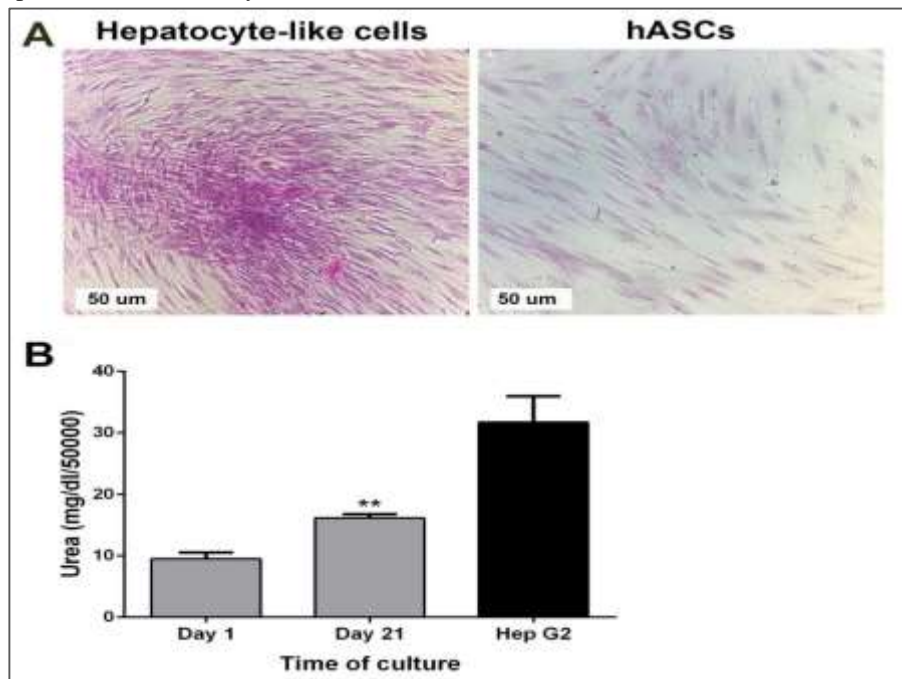 A
Hepatocyte-like cells
hASCs
50 um
50 um
B
Urea (mg/dl/50000)
40
30
20
10
0
**
Day 1
Day 21
Hep G2
Time of culture